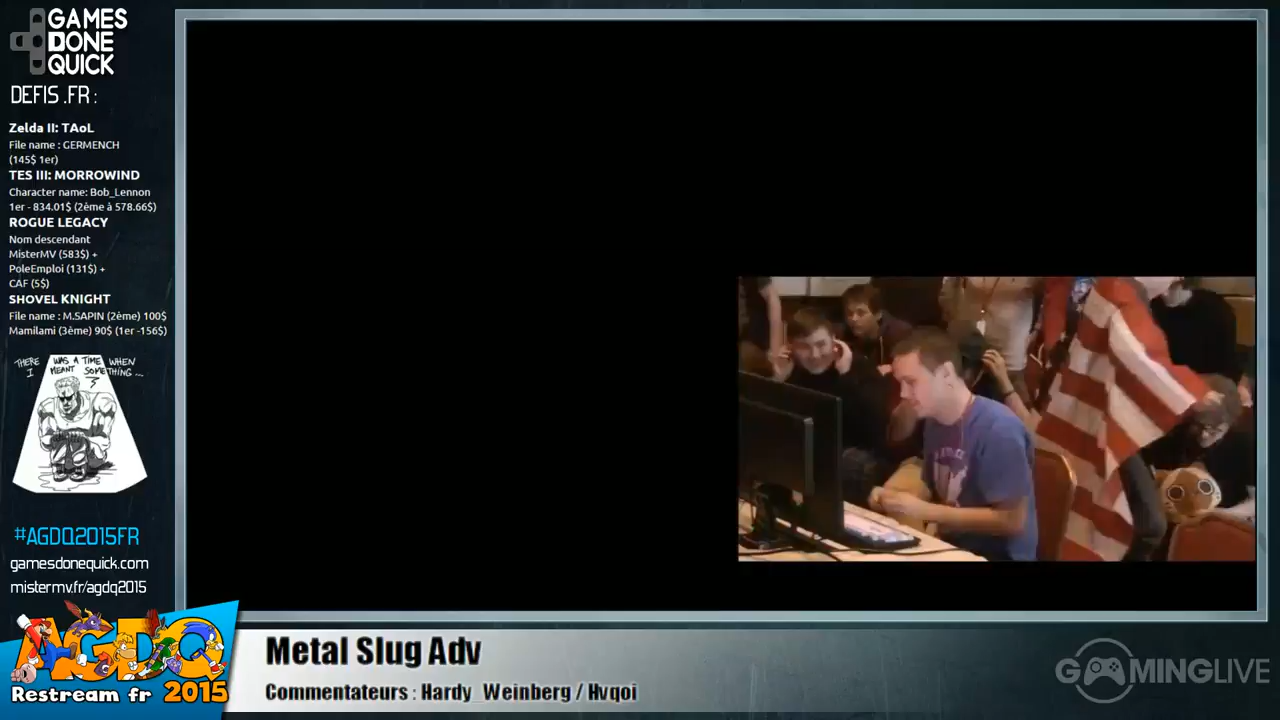 GAMES
DONE
QUICK
DEFIS .FR :
Zelda II: TAoL
File name : GERMENCH
(145$ 1er)
TES III: MORROWIND
Character name: Bob_Lennon
1er - 834.01$ (2ème à 578.66$)
ROGUE LEGACY
Nom descendant
MisterMV (583$) +
PoleEmploi (131$) +
CAF (5$)
SHOVEL KNIGHT
File name : M.SAPIN (2ème) 100$
Mamilami (3ème) 90$ (1er -156$)
THERE WAS A TIME WHEN
I MEANT SOMETHING...
#AGDQ2015FR
gamesdonequick.com
mistermv.fr/agdq2015
AGDQ
Restream fr 2015
Metal Slug Adv
Commentateurs : Hardy_Weinberg / Hvqoi
GAMINGLIVE